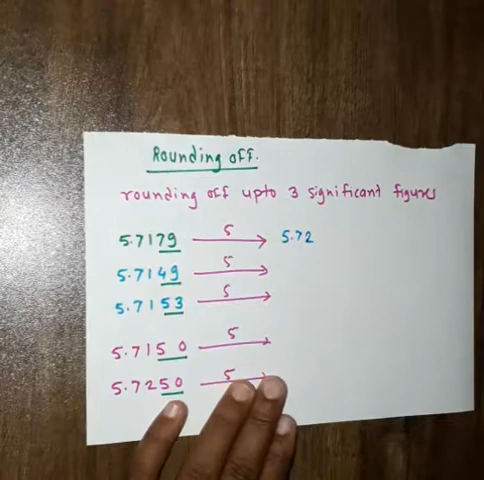 Rounding off.
rounding off upto 3 significant figures
5.7179 5 5.72
5.7149 5
5.7153 5
5.7150 5
5.7250 5